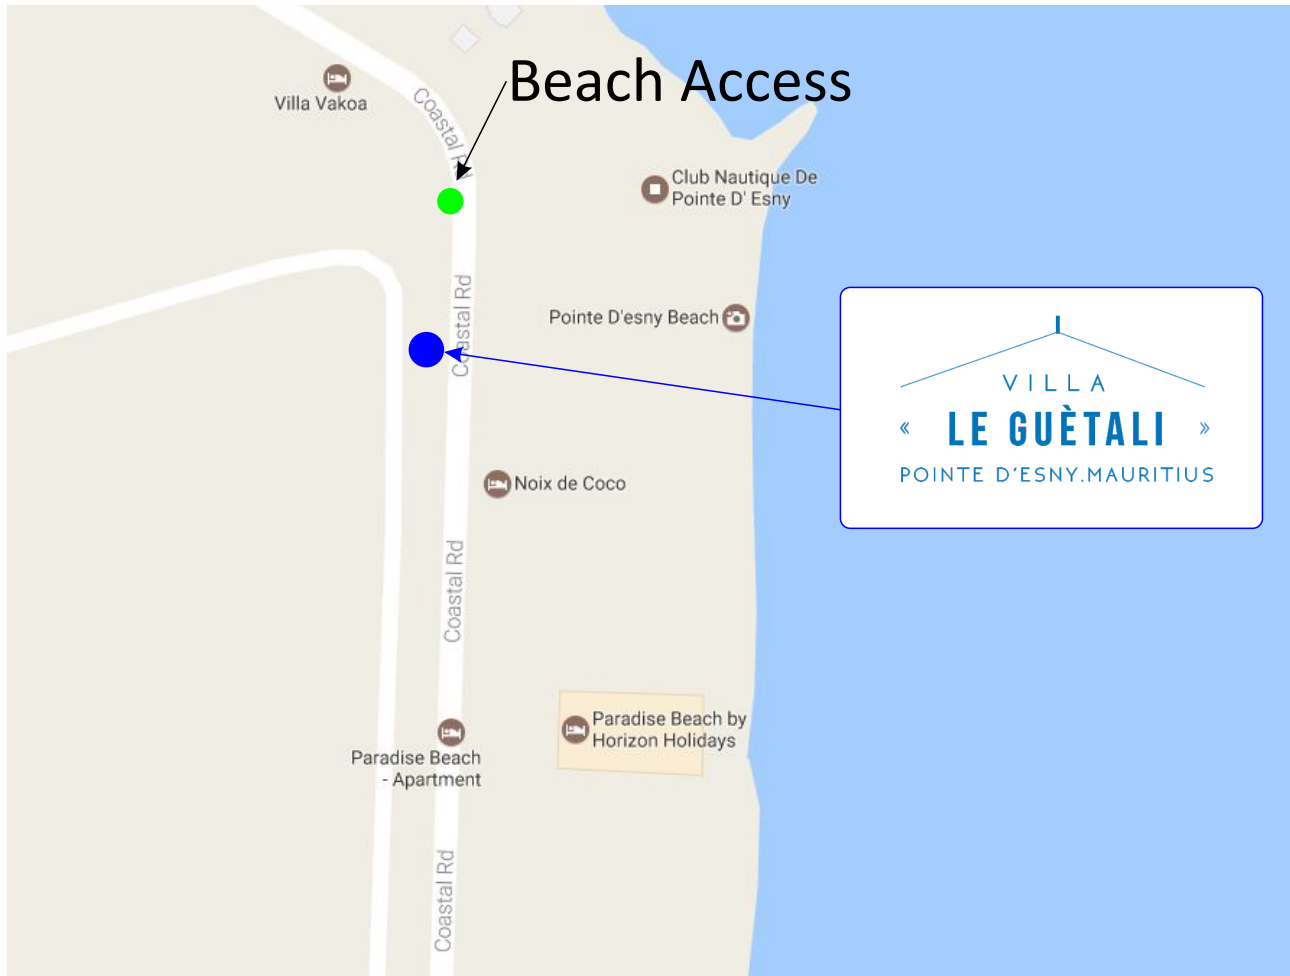 Beach Access
Villa Vakoa
Coastal Rd
Club Nautique De
Pointe D' Esny
Coastal Rd
Pointe D'esny Beach
VILLA
« LE GUÈTALI »
POINTE D'ESNY.MAURITIUS
Noix de Coco
Coastal Rd
Paradise Beach by
Horizon Holidays
Paradise Beach
- Apartment
Coastal Rd